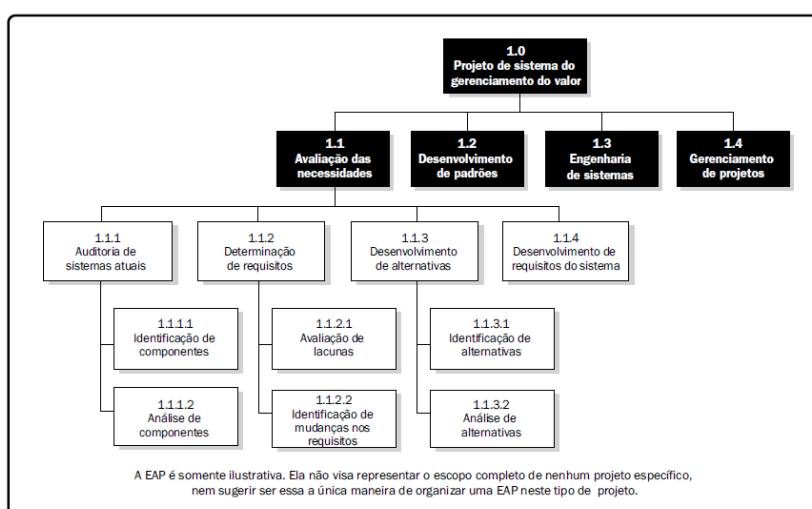 1.0
Projeto de sistema do
gerenciamento do valor
1.1
Avaliação das
necessidades
1.2
Desenvolvimento
de padrões
1.3
Engenharia
de sistemas
1.4
Gerenciamento
de projetos
1.1.1
Auditoria de
sistemas atuais
1.1.2
Determinação
de requisitos
1.1.3
Desenvolvimento
de alternativas
1.1.4
Desenvolvimento de
requisitos do sistema
1.1.1.1
Identificação de
componentes
1.1.2.1
Avaliação de
lacunas
1.1.3.1
Identificação de
alternativas
1.1.1.2
Análise de
componentes
1.1.2.2
Identificação de
mudanças nos
requisitos
1.1.3.2
Análise de
alternativas
A EAP é somente ilustrativa. Ela não visa representar o escopo completo de nenhum projeto específico,
nem sugerir ser essa a única maneira de organizar uma EAP neste tipo de projeto.